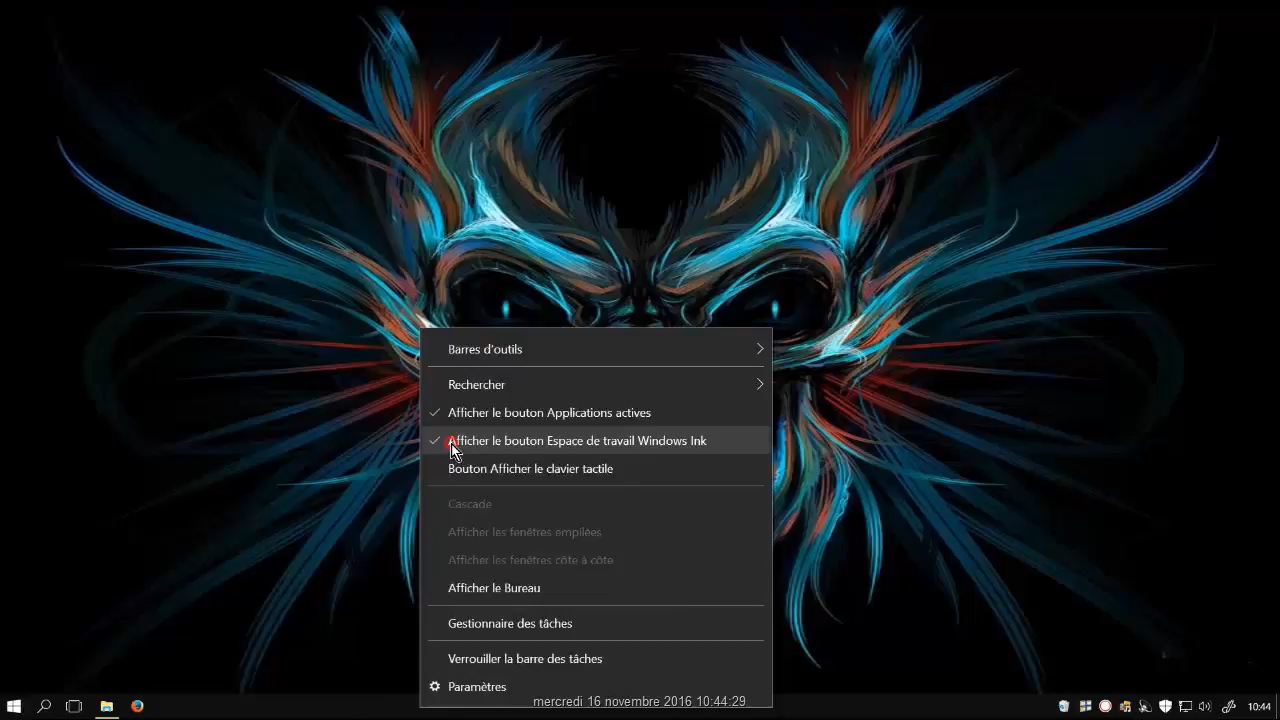 Barres d'outils
Rechercher
Afficher le bouton Applications actives
Afficher le bouton Espace de travail Windows Ink
Bouton Afficher le clavier tactile
Cascade
Afficher les fenêtres empilées
Afficher les fenêtres côte à côte
Afficher le Bureau
Gestionnaire des tâches
Verrouiller la barre des tâches
Paramètres
mercredi 16 novembre 2016 10:44:29
10:44